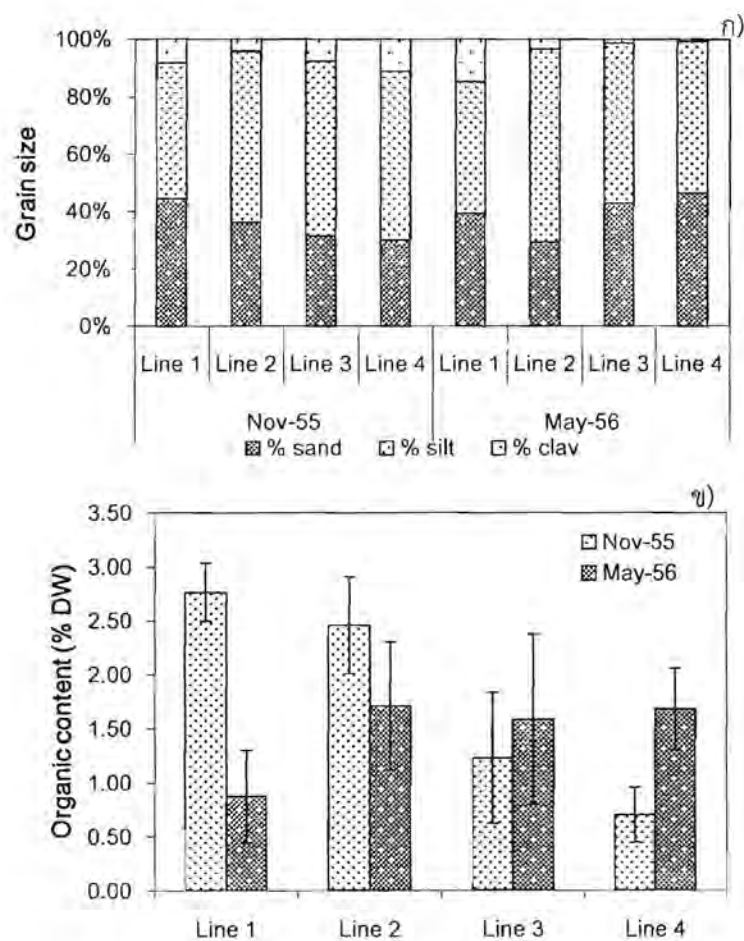 ก)
100%
80%
60%
40%
20%
0%
Grain size
Line 1 Line 2 Line 3 Line 4 Line 1 Line 2 Line 3 Line 4
Nov-55 May-56
% sand % silt % clav
ข)
3.50
3.00
2.50
2.00
1.50
1.00
0.50
0.00
Organic content (% DW)
Nov-55
May-56
Line 1 Line 2 Line 3 Line 4